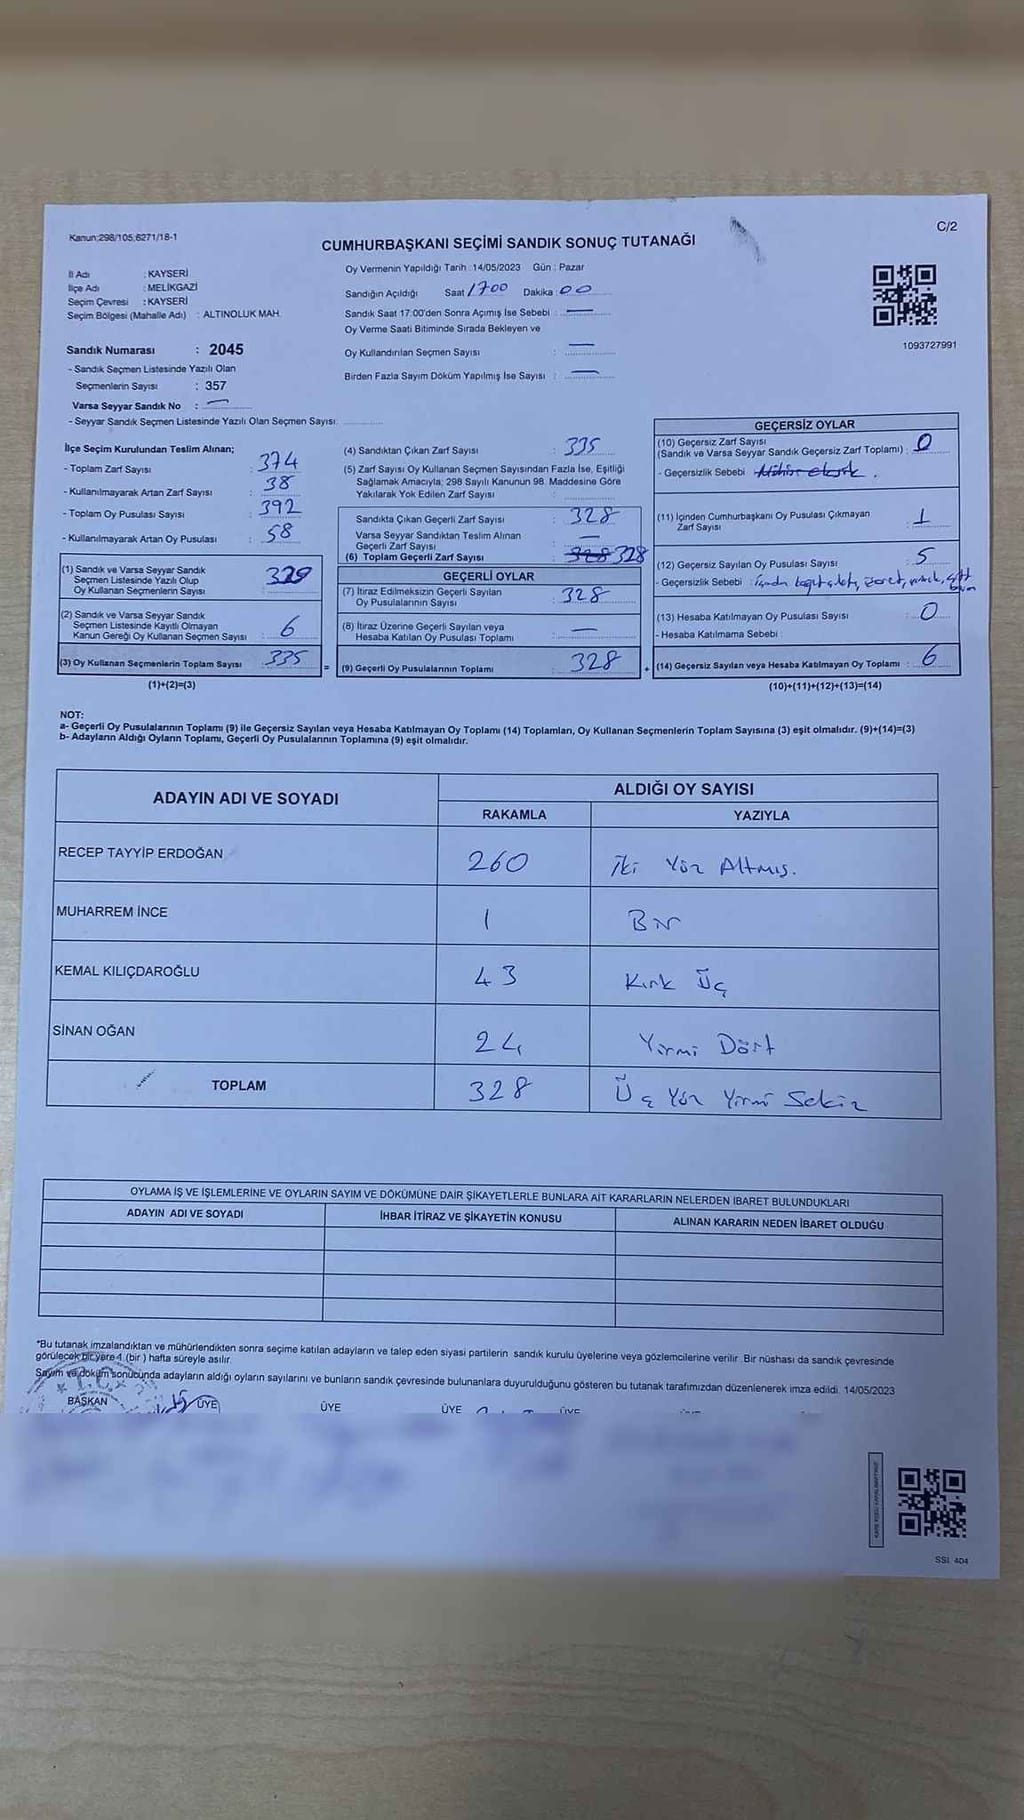 Kanun:298/105,6271/18-1
C/2
CUMHURBAŞKANI SEÇİMİ SANDIK SONUÇ TUTANAĞI
İl Adı : KAYSERİ
İlçe Adı : MELİKGAZİ
Seçim Çevresi : KAYSERİ
Seçim Bölgesi (Mahalle Adı) : ALTINOLUK MAH.
Sandık Numarası : 2045
- Sandık Seçmen Listesinde Yazılı Olan
Seçmenlerin Sayısı : 357
Varsa Seyyar Sandık No : —
- Seyyar Sandık Seçmen Listesinde Yazılı Olan Seçmen Sayısı:
Oy Vermenin Yapıldığı Tarih : 14/05/2023 Gün : Pazar
Sandığın Açıldığı Saat 1700 Dakika : 00
Sandık Saat 17.00'den Sonra Açımış İse Sebebi : —
Oy Verme Saati Bitiminde Sırada Bekleyen ve
Oy Kullandırılan Seçmen Sayısı : —
Birden Fazla Sayım Döküm Yapılmış İse Sayısı : —
1093727991
İlçe Seçim Kurulundan Teslim Alınan;
- Toplam Zarf Sayısı : 374
- Kullanılmayarak Artan Zarf Sayısı : 38
- Toplam Oy Pusulası Sayısı : 392
- Kullanılmayarak Artan Oy Pusulası : 58
(1) Sandık ve Varsa Seyyar Sandık
Seçmen Listesinde Yazılı Olup
Oy Kullanan Seçmenlerin Sayısı : 329
(2) Sandık ve Varsa Seyyar Sandık
Seçmen Listesinde Kayıtlı Olmayan
Kanun Gereği Oy Kullanan Seçmen Sayısı : 6
(3) Oy Kullanan Seçmenlerin Toplam Sayısı : 335
(1)+(2)=(3)
(4) Sandıktan Çıkan Zarf Sayısı : 335
(5) Zarf Sayısı Oy Kullanan Seçmen Sayısından Fazla İse, Eşitliği
Sağlamak Amacıyla; 298 Sayılı Kanunun 98. Maddesine Göre
Yakılarak Yok Edilen Zarf Sayısı :
Sandıkta Çıkan Geçerli Zarf Sayısı : 328
Varsa Seyyar Sandıktan Teslim Alınan
Geçerli Zarf Sayısı : —
(6) Toplam Geçerli Zarf Sayısı : 328 328
GEÇERLİ OYLAR
(7) İtiraz Edilmeksizin Geçerli Sayılan
Oy Pusulalarının Sayısı : 328
(8) İtiraz Üzerine Geçerli Sayılan veya
Hesaba Katılan Oy Pusulası Toplamı : —
(9) Geçerli Oy Pusulalarının Toplamı : 328
GEÇERSİZ OYLAR
(10) Geçersiz Zarf Sayısı
(Sandık ve Varsa Seyyar Sandık Geçersiz Zarf Toplamı) : 0
- Geçersizlik Sebebi
(11) İçinden Cumhurbaşkanı Oy Pusulası Çıkmayan
Zarf Sayısı : 1
(12) Geçersiz Sayılan Oy Pusulası Sayısı : 5
- Geçersizlik Sebebi :
(13) Hesaba Katılmayan Oy Pusulası Sayısı : 0
- Hesaba Katılmama Sebebi :
(14) Geçersiz Sayılan veya Hesaba Katılmayan Oy Toplamı : 6
(10)+(11)+(12)+(13)=(14)
NOT:
a- Geçerli Oy Pusulalarının Toplamı (9) ile Geçersiz Sayılan veya Hesaba Katılmayan Oy Toplamı (14) Toplamları, Oy Kullanan Seçmenlerin Toplam Sayısına (3) eşit olmalıdır. (9)+(14)=(3)
b- Adayların Aldığı Oyların Toplamı, Geçerli Oy Pusulalarının Toplamına (9) eşit olmalıdır.
ADAYIN ADI VE SOYADI
ALDIĞI OY SAYISI
RAKAMLA YAZIYLA
RECEP TAYYİP ERDOĞAN 260 İki Yüz Altmış.
MUHARREM İNCE 1 Bir
KEMAL KILIÇDAROĞLU 43 Kırk Üç
SİNAN OĞAN 24 Yirmi Dört
TOPLAM 328 Üç Yüz Yirmi Sekiz
OYLAMA İŞ VE İŞLEMLERİNE VE OYLARIN SAYIM VE DÖKÜMÜNE DAİR ŞİKAYETLERLE BUNLARA AİT KARARLARIN NELERDEN İBARET BULUNDUKLARI
ADAYIN ADI VE SOYADI İHBAR İTİRAZ VE ŞİKAYETİN KONUSU ALINAN KARARIN NEDEN İBARET OLDUĞU
*Bu tutanak imzalandıktan ve mühürlendikten sonra seçime katılan adayların ve talep eden siyasi partilerin sandık kurulu üyelerine veya gözlemcilerine verilir. Bir nüshası da sandık çevresinde
görülecek bir yere 1 (bir ) hafta süreyle asılır.
Sayım ve döküm sonucunda adayların aldığı oyların sayılarını ve bunların sandık çevresinde bulunanlara duyurulduğunu gösteren bu tutanak tarafımızdan düzenlenerek imza edildi. 14/05/2023
T.C.
BAŞKAN ÜYE ÜYE ÜYE ÜYE
SSI: 404